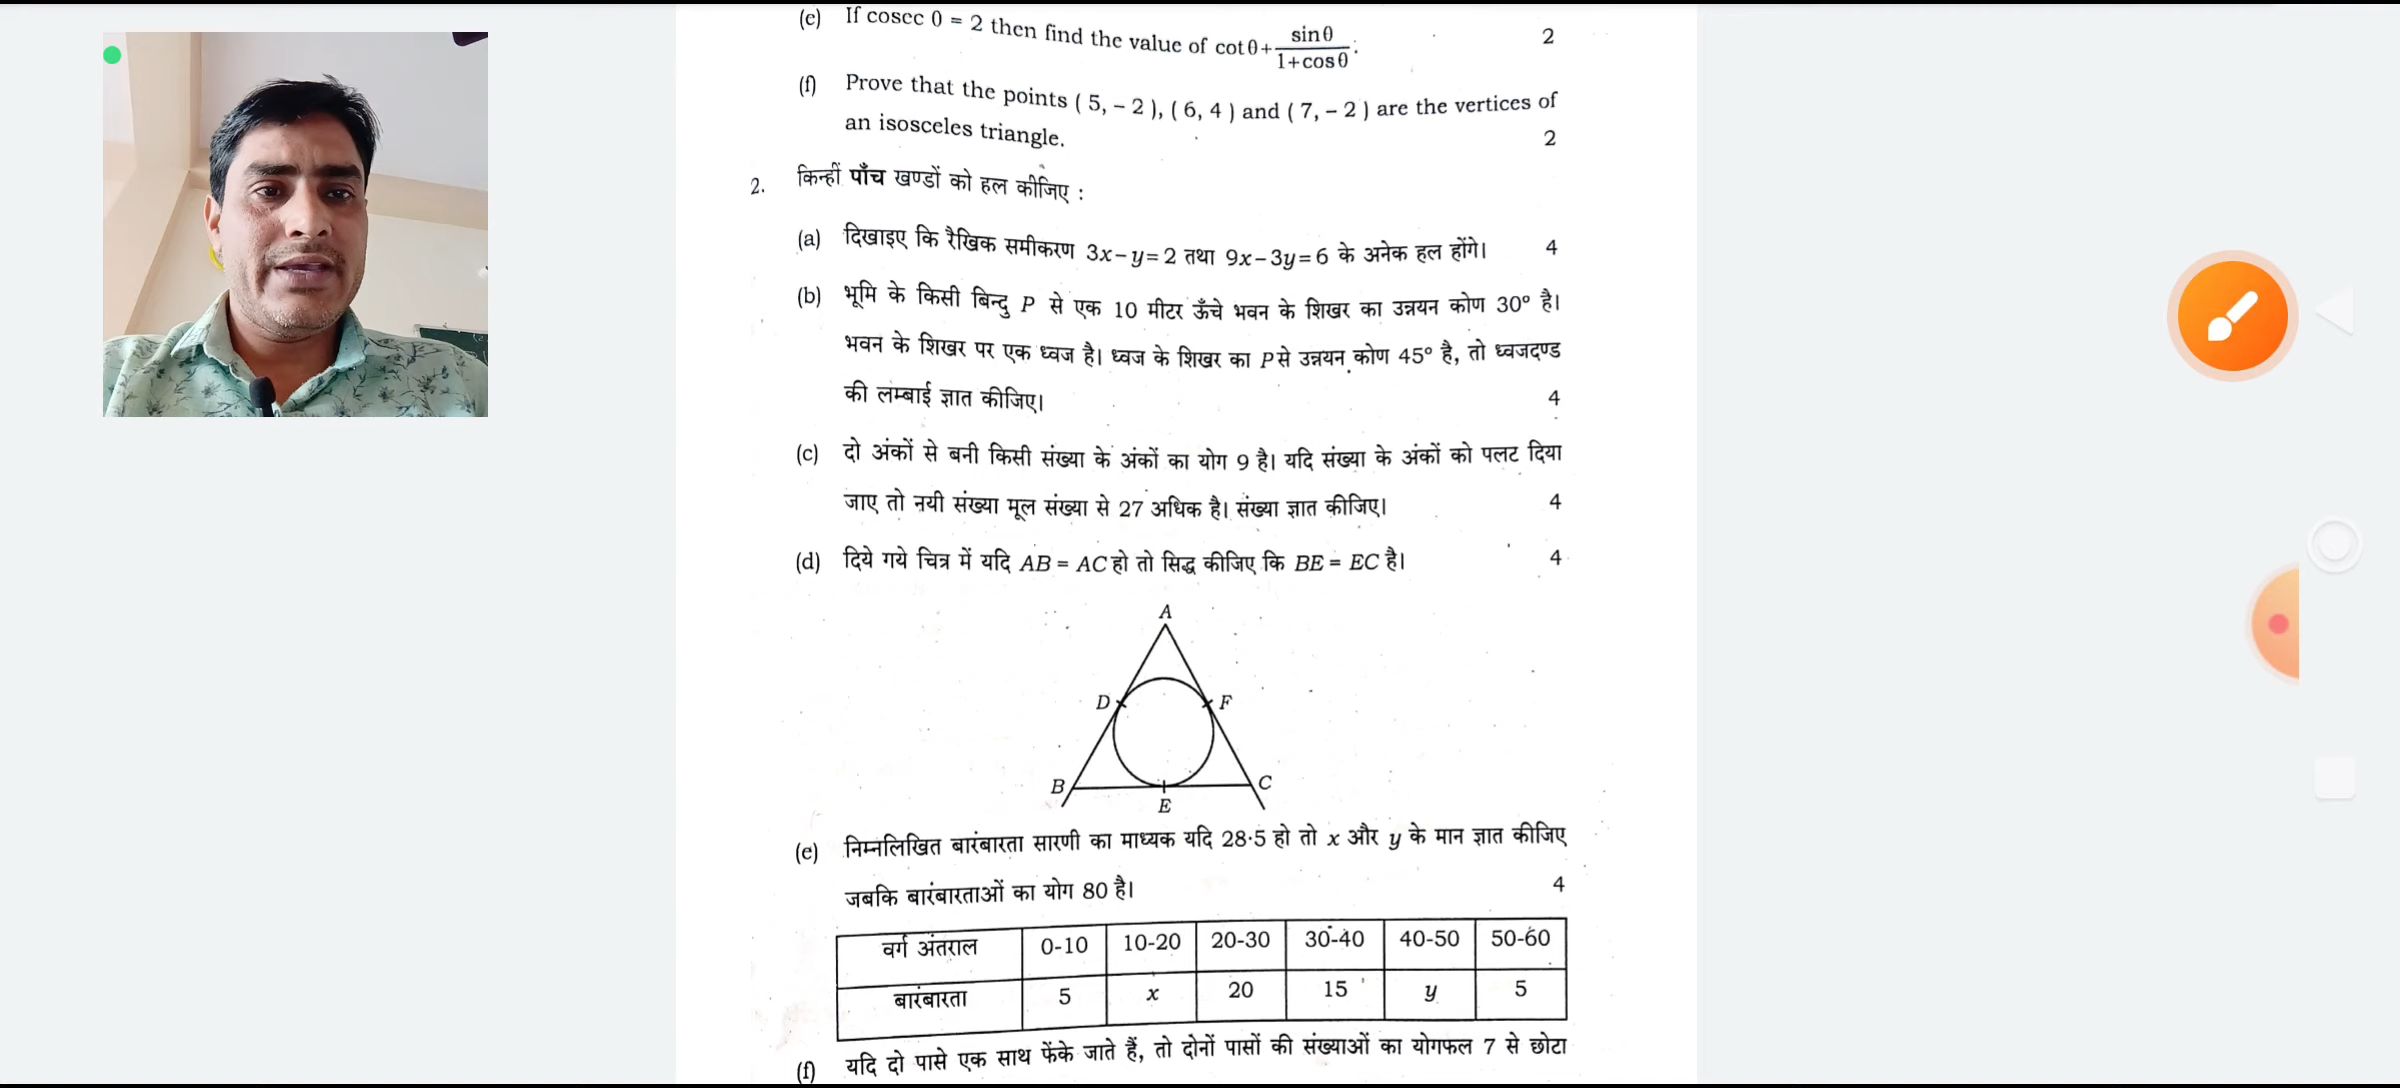 (e) If cosec θ = 2 then find the value of cotθ + sinθ/1+cosθ. 2
(f) Prove that the points ( 5, – 2 ), ( 6, 4 ) and ( 7, – 2 ) are the vertices of
an isosceles triangle. 2
2. किन्हीं पाँच खण्डों को हल कीजिए :
(a) दिखाइए कि रैखिक समीकरण 3x – y = 2 तथा 9x – 3y = 6 के अनेक हल होंगे। 4
(b) भूमि के किसी बिन्दु P से एक 10 मीटर ऊँचे भवन के शिखर का उन्नयन कोण 30° है।
भवन के शिखर पर एक ध्वज है। ध्वज के शिखर का P से उन्नयन कोण 45° है, तो ध्वजदण्ड
की लम्बाई ज्ञात कीजिए। 4
(c) दो अंकों से बनी किसी संख्या के अंकों का योग 9 है। यदि संख्या के अंकों को पलट दिया
जाए तो नयी संख्या मूल संख्या से 27 अधिक है। संख्या ज्ञात कीजिए। 4
(d) दिये गये चित्र में यदि AB = AC हो तो सिद्ध कीजिए कि BE = EC है। 4
A
D F
B C
E
(e) निम्नलिखित बारंबारता सारणी का माध्यक यदि 28·5 हो तो x और y के मान ज्ञात कीजिए
जबकि बारंबारताओं का योग 80 है। 4
वर्ग अंतराल 0-10 10-20 20-30 30-40 40-50 50-60
बारंबारता 5 x 20 15 y 5
(f) यदि दो पासे एक साथ फेंके जाते हैं, तो दोनों पासों की संख्याओं का योगफल 7 से छोटा